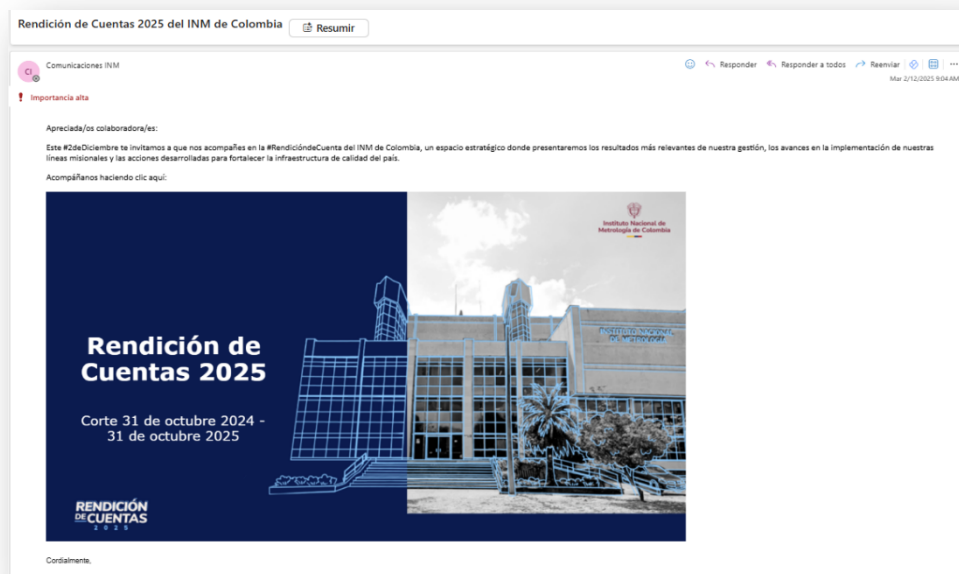 Rendición de Cuentas 2025 del INM de Colombia
Resumir
CI
Comunicaciones INM
Responder
Responder a todos
Reenviar
Mar 2/12/2025 9:04 AM
Importancia alta
Apreciada/os colaboradora/es:
Este #2deDiciembre te invitamos a que nos acompañes en la #RendicióndeCuenta del INM de Colombia, un espacio estratégico donde presentaremos los resultados más relevantes de nuestra gestión, los avances en la implementación de nuestras
líneas misionales y las acciones desarrolladas para fortalecer la infraestructura de calidad del país.
Acompáñanos haciendo clic aquí:
Instituto Nacional de
Metrología de Colombia
INSTITUTO NACIONAL
DE METROLOGÍA
Rendición de
Cuentas 2025
Corte 31 de octubre 2024 -
31 de octubre 2025
RENDICIÓN
DE CUENTAS
2025
Cordialmente,